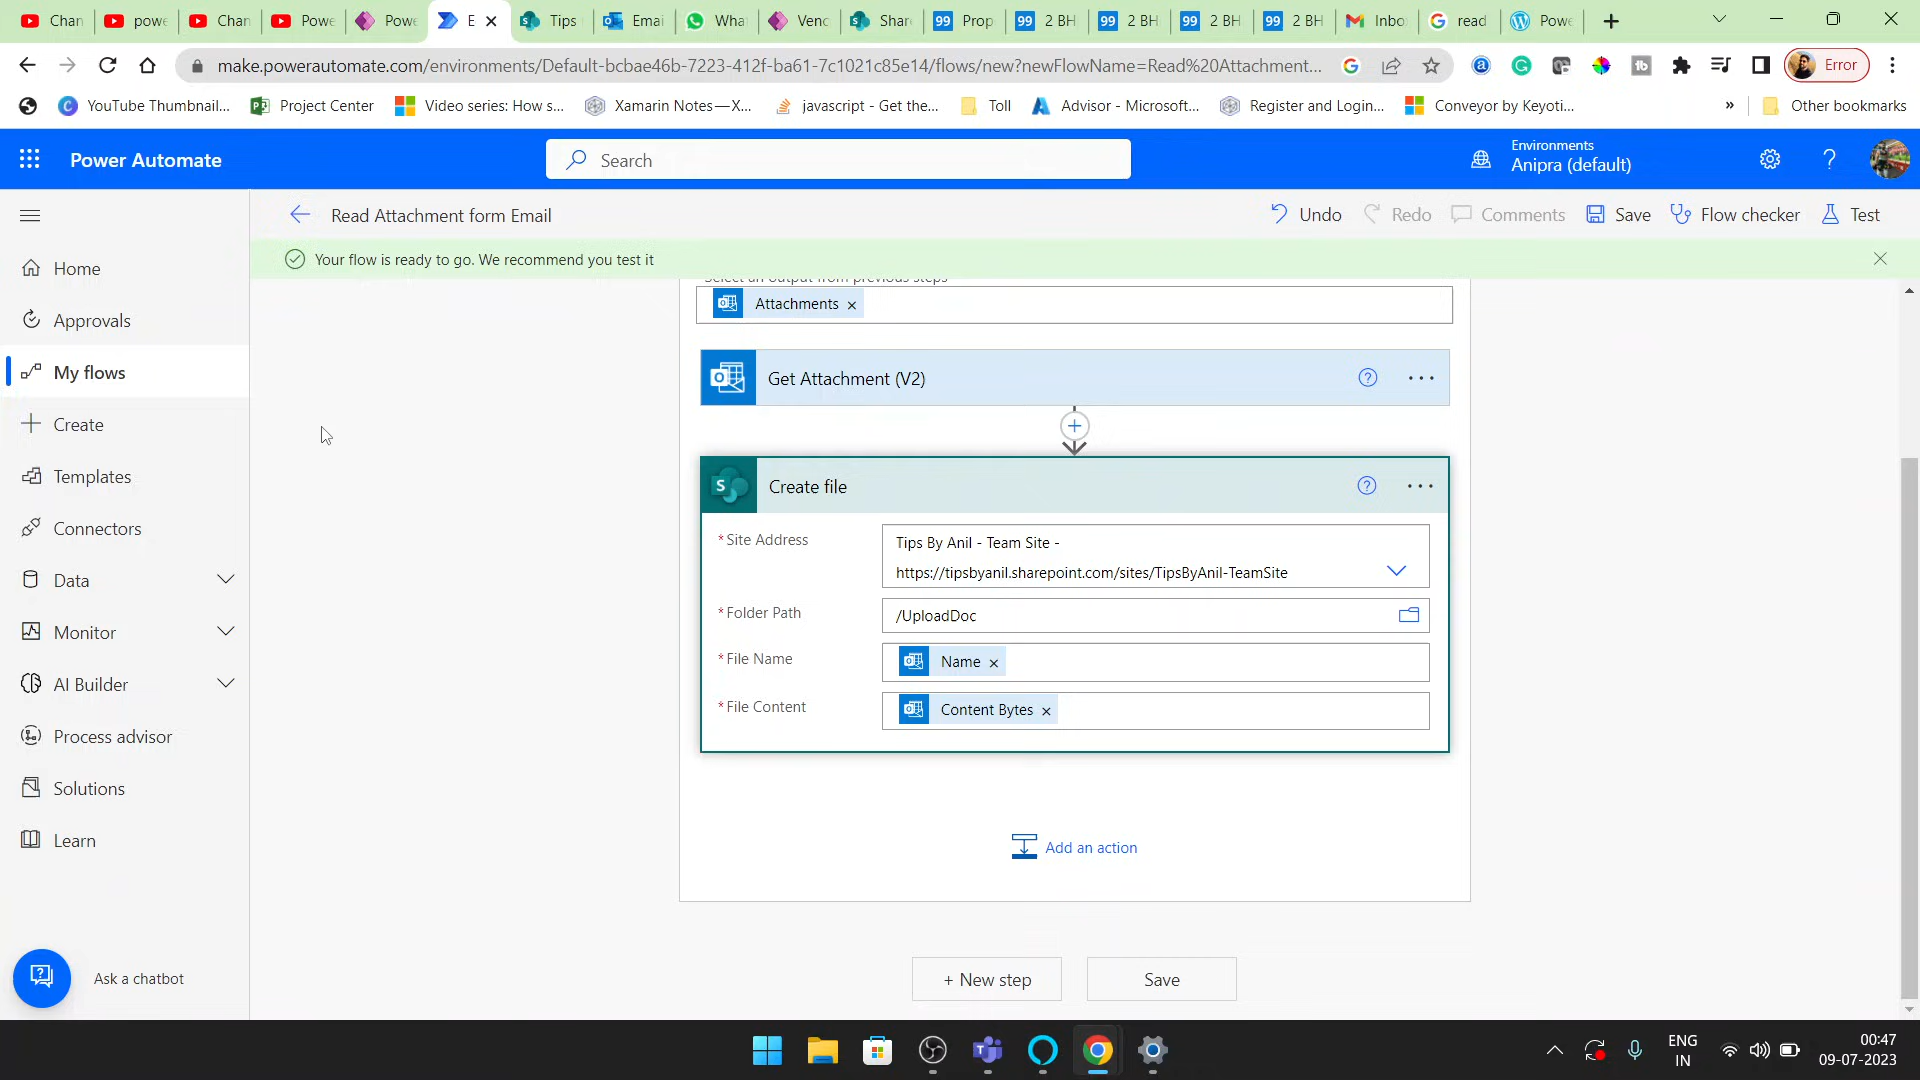 Chan
powe
Chan
Powe
Powe
E
Tips
Emai
Wha
Venc
Shar
Prop
2 BH
2 BH
2 BH
2 BH
Inbo
read
Powe
make.powerautomate.com/environments/Default-bcbae46b-7223-412f-ba61-7c1021c85e14/flows/new?newFlowName=Read%20Attachment...
Error
YouTube Thumbnail...
Project Center
Video series: How s...
Xamarin Notes — X...
javascript - Get the...
Toll
Advisor - Microsoft...
Register and Login...
Conveyor by Keyoti...
»
Other bookmarks
Power Automate
Search
Environments
Anipra (default)
Read Attachment form Email
Undo
Redo
Comments
Save
Flow checker
Test
Your flow is ready to go. We recommend you test it
Home
Approvals
My flows
Create
Templates
Connectors
Data
Monitor
AI Builder
Process advisor
Solutions
Learn
Ask a chatbot
Select an output from previous steps
Attachments ×
Get Attachment (V2)
Create file
* Site Address
Tips By Anil - Team Site -
https://tipsbyanil.sharepoint.com/sites/TipsByAnil-TeamSite
* Folder Path
/UploadDoc
* File Name
Name ×
* File Content
Content Bytes ×
Add an action
+ New step
Save
ENG
IN
00:47
09-07-2023